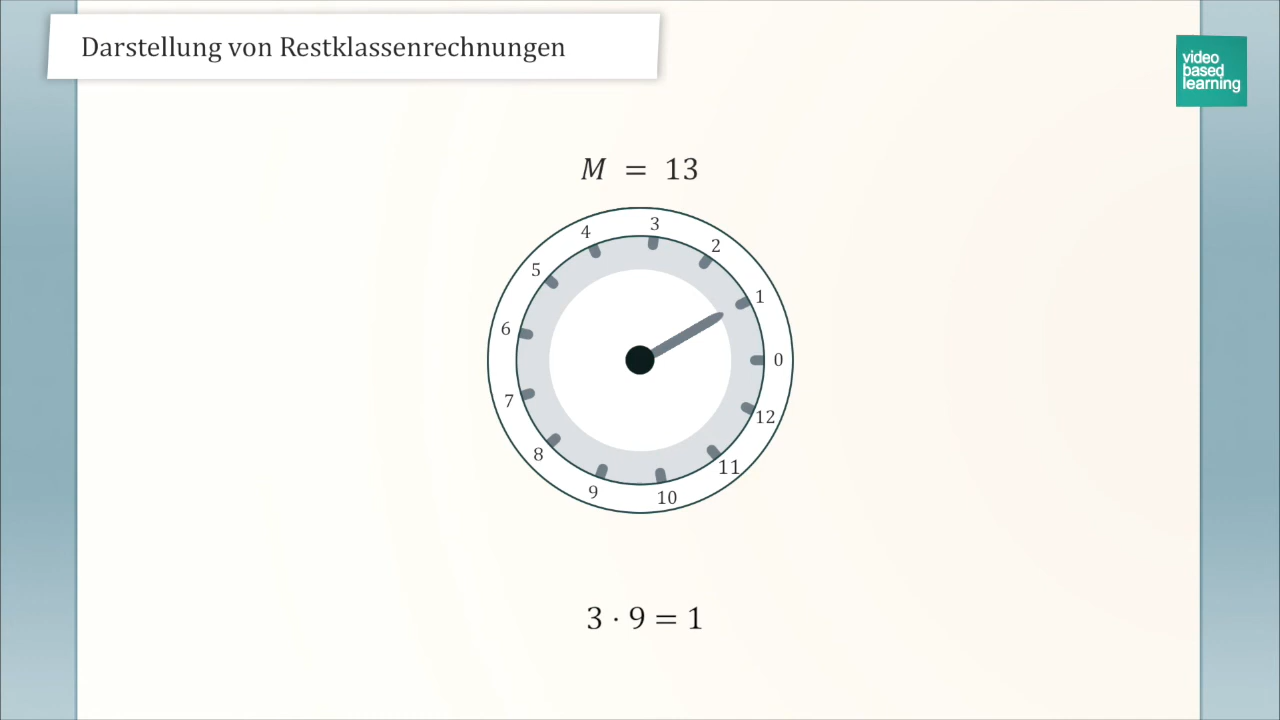 Darstellung von Restklassenrechnungen
video
based
learning
M = 13
3
4
2
5
1
6
0
7
12
8
11
9
10
3 · 9 = 1